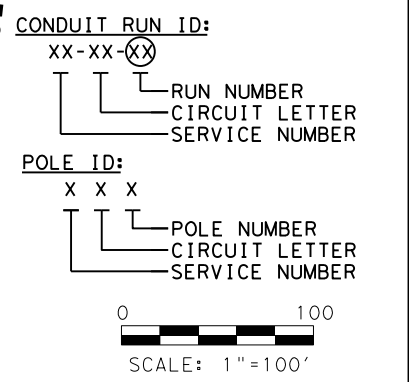 CONDUIT RUN ID:
XX-XX-XX
RUN NUMBER
CIRCUIT LETTER
SERVICE NUMBER
POLE ID:
X X X
POLE NUMBER
CIRCUIT LETTER
SERVICE NUMBER
0 100
SCALE: 1"=100'